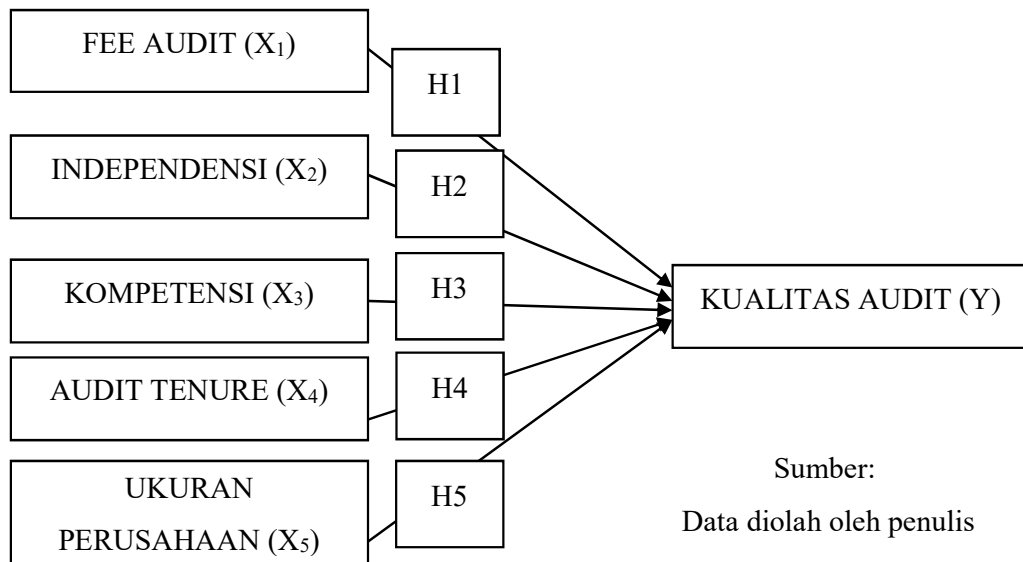 FEE AUDIT (X₁)
H1
INDEPENDENSI (X₂)
H2
KOMPETENSI (X₃)
H3
KUALITAS AUDIT (Y)
AUDIT TENURE (X₄)
H4
UKURAN
PERUSAHAAN (X₅)
H5
Sumber:
Data diolah oleh penulis